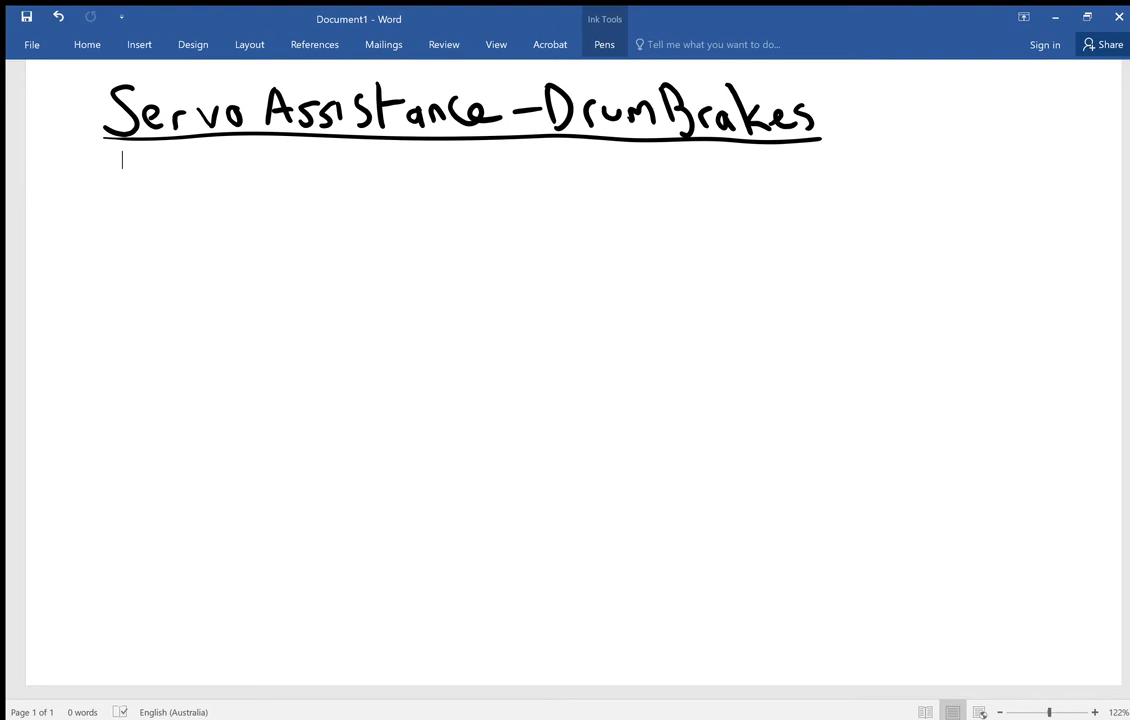 Document1 - Word
Ink Tools
File Home Insert Design Layout References Mailings Review View Acrobat Pens Tell me what you want to do... Sign in Share
Servo Assistance - Drum Brakes
Page 1 of 1 0 words English (Australia) 122%